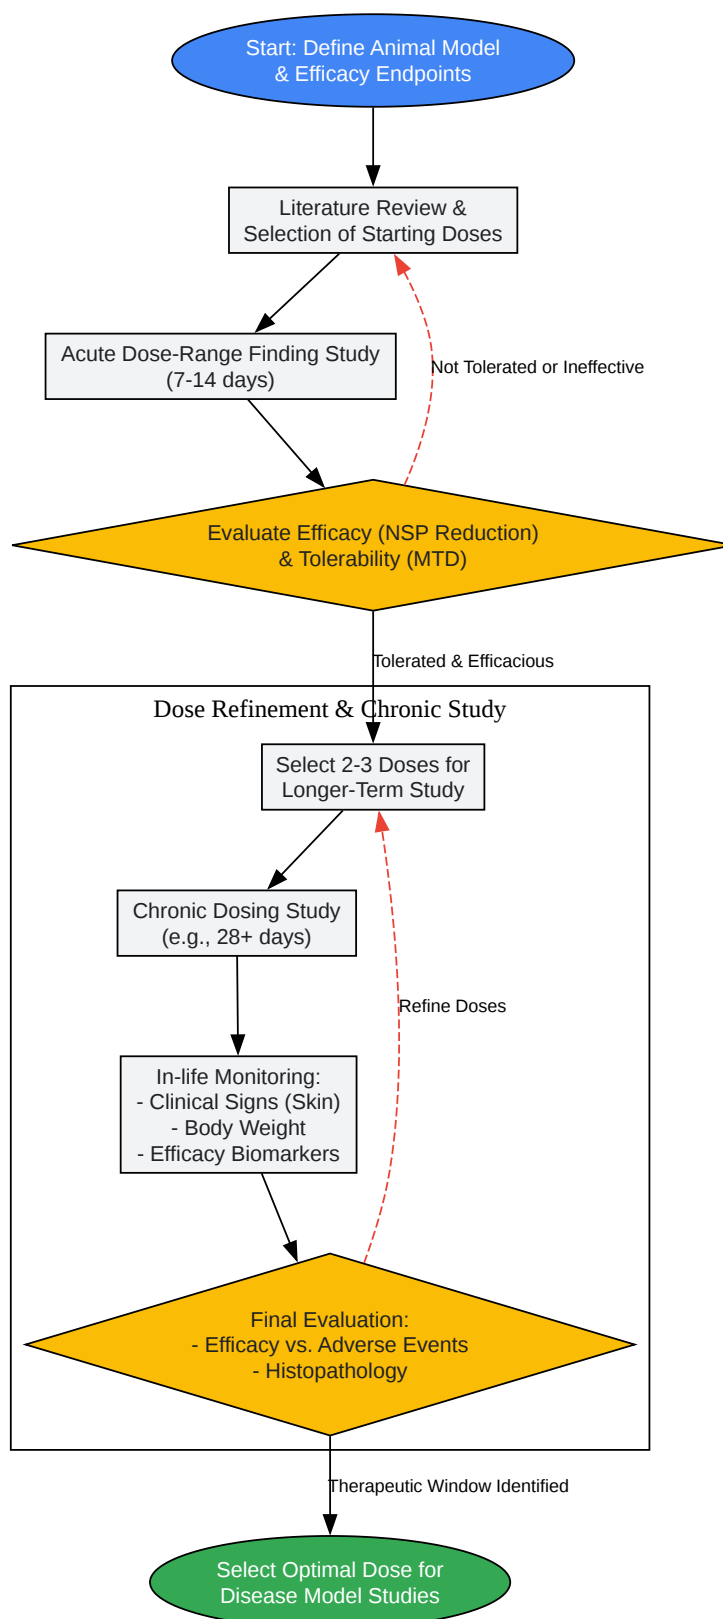 Start: Define Animal Model
& Efficacy Endpoints
Literature Review &
Selection of Starting Doses
Acute Dose-Range Finding Study
(7-14 days)
Not Tolerated or Ineffective
Evaluate Efficacy (NSP Reduction)
& Tolerability (MTD)
Tolerated & Efficacious
Dose Refinement & Chronic Study
Select 2-3 Doses for
Longer-Term Study
Chronic Dosing Study
(e.g., 28+ days)
Refine Doses
In-life Monitoring:
- Clinical Signs (Skin)
- Body Weight
- Efficacy Biomarkers
Final Evaluation:
- Efficacy vs. Adverse Events
- Histopathology
Therapeutic Window Identified
Select Optimal Dose for
Disease Model Studies